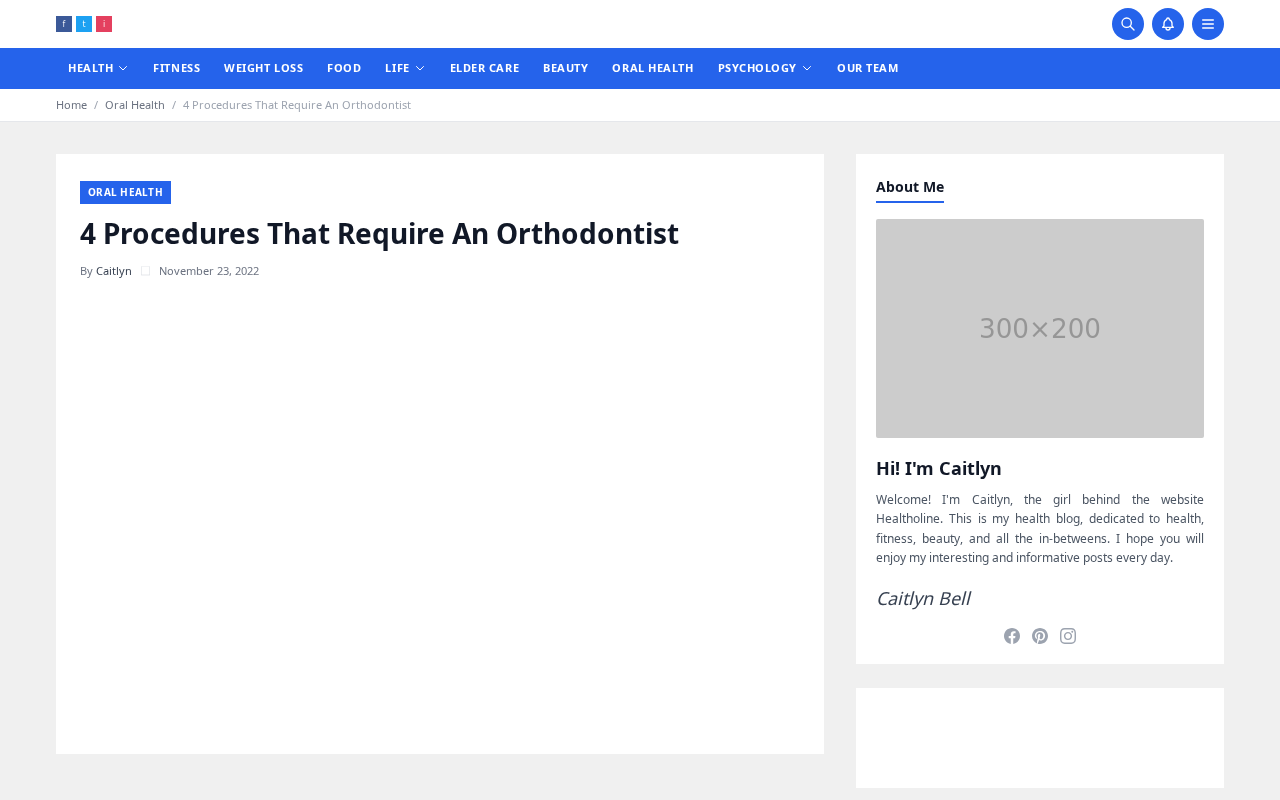 f t i
HEALTH FITNESS WEIGHT LOSS FOOD LIFE ELDER CARE BEAUTY ORAL HEALTH PSYCHOLOGY OUR TEAM
Home / Oral Health / 4 Procedures That Require An Orthodontist
ORAL HEALTH
4 Procedures That Require An Orthodontist
By Caitlyn November 23, 2022
About Me
300×200
Hi! I'm Caitlyn
Welcome! I'm Caitlyn, the girl behind the website
Healtholine. This is my health blog, dedicated to health,
fitness, beauty, and all the in-betweens. I hope you will
enjoy my interesting and informative posts every day.
Caitlyn Bell